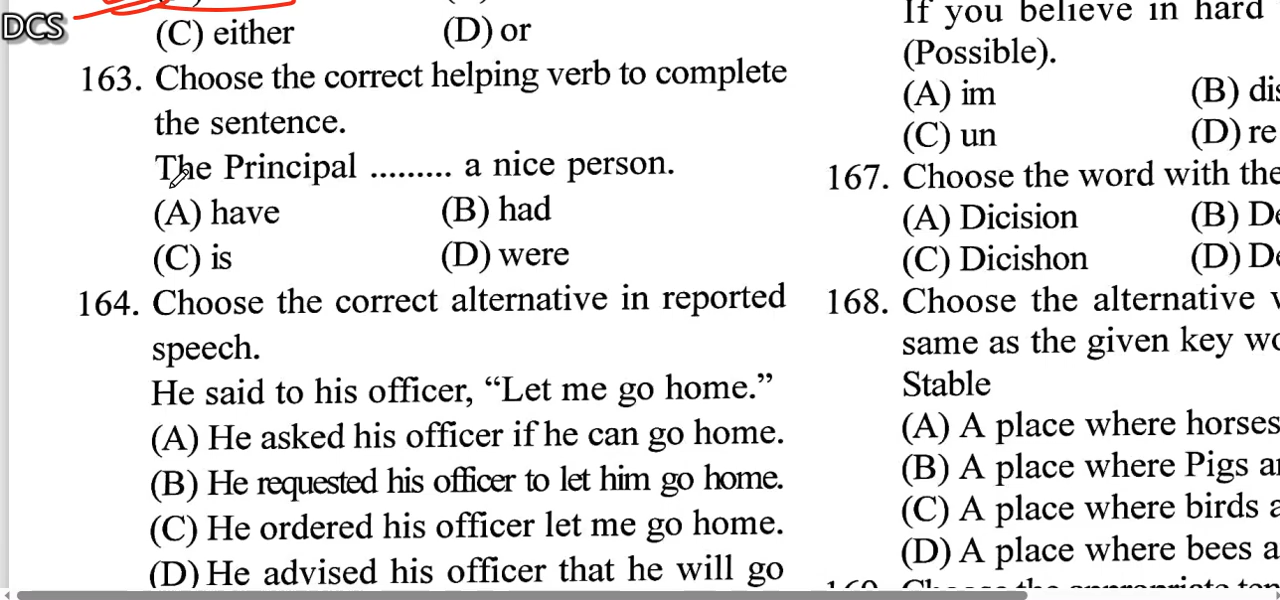 DCS
(C) either (D) or
163. Choose the correct helping verb to complete
the sentence.
The Principal ......... a nice person.
(A) have (B) had
(C) is (D) were
164. Choose the correct alternative in reported
speech.
He said to his officer, “Let me go home.”
(A) He asked his officer if he can go home.
(B) He requested his officer to let him go home.
(C) He ordered his officer let me go home.
(D) He advised his officer that he will go
If you believe in hard
(Possible).
(A) im (B)
(C) un (D) re
167. Choose the word with the
(A) Dicision (B)
(C) Dicishon (D)
168. Choose the alternative
same as the given key
Stable
(A) A place where horses
(B) A place where Pigs
(C) A place where birds
(D) A place where bees